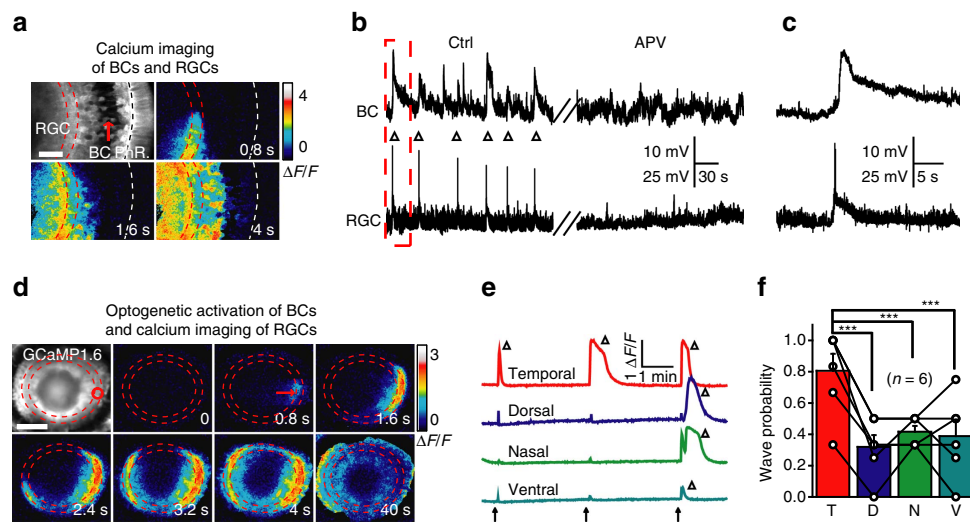 a
Calcium imaging
of BCs and RGCs
RGC
BC PhR.
0.8 s
1.6 s
4 s
4
0
ΔF/F
b
Ctrl
APV
BC
RGC
10 mV
25 mV
30 s
c
10 mV
25 mV
5 s
d
Optogenetic activation of BCs
and calcium imaging of RGCs
GCaMP1.6
0
0.8 s
1.6 s
2.4 s
3.2 s
4 s
40 s
3
0
ΔF/F
e
1 ΔF/F
1 min
Temporal
Dorsal
Nasal
Ventral
f
***
***
***
(n = 6)
Wave probability
1.0
0.8
0.6
0.4
0.2
0.0
T D N V